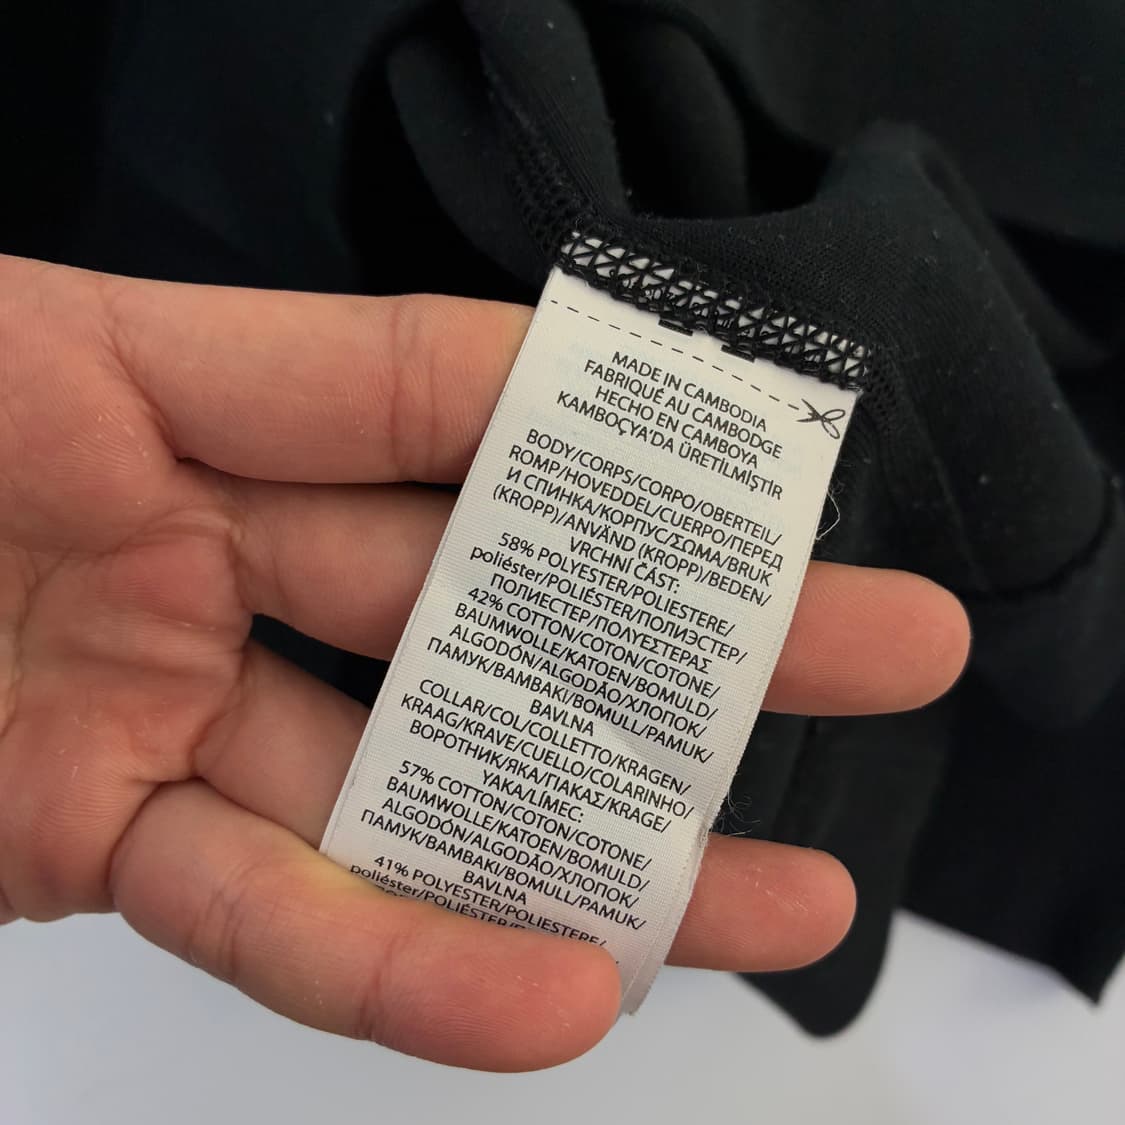 MADE IN CAMBODIA
FABRIQUÉ AU CAMBODGE
HECHO EN CAMBOYA
KAMBOÇYA'DA ÜRETİLMİŞTİR
BODY/CORPS/CORPO/OBERTEIL/
ROMP/HOVEDDEL/CUERPO/ПЕРЕД
И СПИНКА/КОРПУС/ΣΩΜΑ/BRUK
(KROPP)/ANVÄND (KROPP)/BEDEN/
VRCHNÍ ČÁST:
58% POLYESTER/POLIESTERE/
poliéster/POLIÉSTER/ПОЛИЭСТЕР/
ПОЛИЕСТЕР/ΠΟΛΥΕΣΤΕΡΑΣ
42% COTTON/COTON/COTONE/
BAUMWOLLE/KATOEN/BOMULD/
ALGODÓN/ALGODÃO/ХЛОПОК/
ПАМУК/BAMBAKI/BOMULL/PAMUK/
BAVLNA
COLLAR/COL/COLLETTO/KRAGEN/
KRAAG/KRAVE/CUELLO/COLARINHO/
ВОРОТНИК/ЯКА/ΓΙΑΚΑΣ/KRAGE/
YAKA/LÍMEC:
57% COTTON/COTON/COTONE/
BAUMWOLLE/KATOEN/BOMULD/
ALGODÓN/ALGODÃO/ХЛОПОК/
ПАМУК/BAMBAKI/BOMULL/PAMUK/
BAVLNA
41% POLYESTER/POLIESTERE/
poliéster/POLIÉSTER/